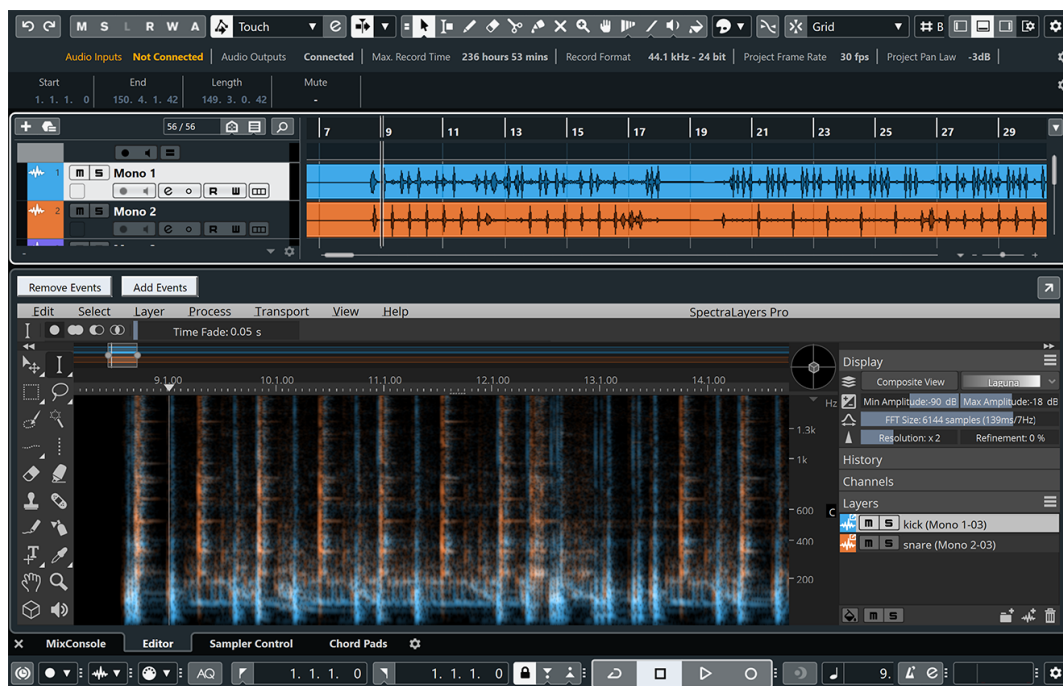 M S L R W A Touch e Grid B
Audio Inputs Not Connected Audio Outputs Connected Max. Record Time 236 hours 53 mins Record Format 44.1 kHz - 24 bit Project Frame Rate 30 fps Project Pan Law -3dB
Start End Length Mute
1. 1. 1. 0 150. 4. 1. 42 149. 3. 0. 42 -
56 / 56 7 9 11 13 15 17 19 21 23 25 27 29
1 m S Mono 1
e R W
2 m S Mono 2
e R W
Remove Events Add Events
Edit Select Layer Process Transport View Help SpectraLayers Pro
Time Fade: 0.05 s
9.1.00 10.1.00 11.1.00 12.1.00 13.1.00 14.1.00
Hz
1.3k
1k
600
400
200
C
Display
Composite View Laguna
Min Amplitude:-90 dB Max Amplitude:-18 dB
FFT Size: 6144 samples (139ms/7Hz)
Resolution: x 2 Refinement: 0 %
History
Channels
Layers
m S kick (Mono 1-03)
m S snare (Mono 2-03)
m S
MixConsole Editor Sampler Control Chord Pads
AQ 1. 1. 1. 0 1. 1. 1. 0 9. e